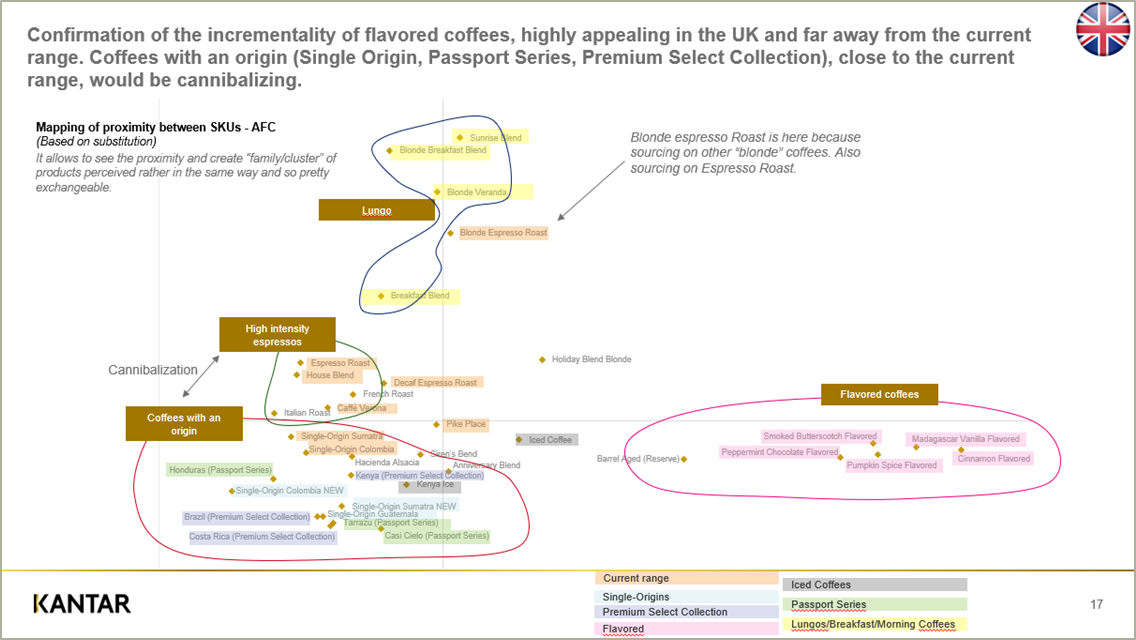 Confirmation of the incrementality of flavored coffees, highly appealing in the UK and far away from the current
range. Coffees with an origin (Single Origin, Passport Series, Premium Select Collection), close to the current
range, would be cannibalizing.
Mapping of proximity between SKUs - AFC
(Based on substitution)
It allows to see the proximity and create "family/cluster" of
products perceived rather in the same way and so pretty
exchangeable.
Sunrise Blend
Blonde Breakfast Blend
Blonde Veranda
Lungo
Blonde Espresso Roast
Breakfast Blend
Blonde espresso Roast is here because
sourcing on other "blonde" coffees. Also
sourcing on Espresso Roast.
High intensity
espressos
Cannibalization
Espresso Roast
House Blend
Decaf Espresso Roast
French Roast
Italian Roast
Caffé Verona
Holiday Blend Blonde
Coffees with an
origin
Pike Place
Iced Coffee
Single-Origin Sumatra
Single-Origin Colombia
Siren's Bend
Hacienda Alsacia
Anniversary Blend
Honduras (Passport Series)
Kenya (Premium Select Collection)
Kenya Ice
Single-Origin Colombia NEW
Single-Origin Sumatra NEW
Single-Origin Guatemala
Brazil (Premium Select Collection)
Tarrazu (Passport Series)
Costa Rica (Premium Select Collection)
Casi Cielo (Passport Series)
Flavored coffees
Smoked Butterscotch Flavored
Madagascar Vanilla Flavored
Peppermint Chocolate Flavored
Barrel Aged (Reserve)
Pumpkin Spice Flavored
Cinnamon Flavored
KANTAR
Current range
Single-Origins
Premium Select Collection
Flavored
Iced Coffees
Passport Series
Lungos/Breakfast/Morning Coffees
17